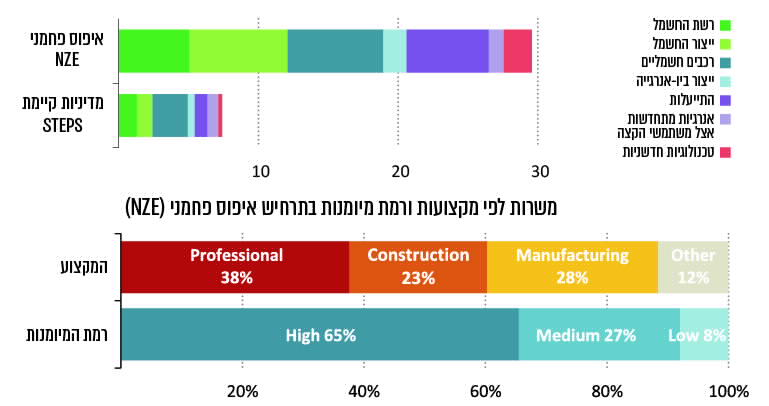 איפוס פחמני
NZE
מדיניות קיימת
STEPS
10
20
30
רשת החשמל
ייצור החשמל
רכבים חשמליים
ייצור ביו-אנרגייה
התייעלות
אנרגיות מתחדשות
אצל משתמשי הקצה
טכנולוגיות חדשניות
משרות לפי מקצועות ורמת מיומנות בתרחיש איפוס פחמני (NZE)
המקצוע
Professional
38%
Construction
23%
Manufacturing
28%
Other
12%
רמת המיומנות
High 65%
Medium 27%
Low 8%
20%
40%
60%
80%
100%